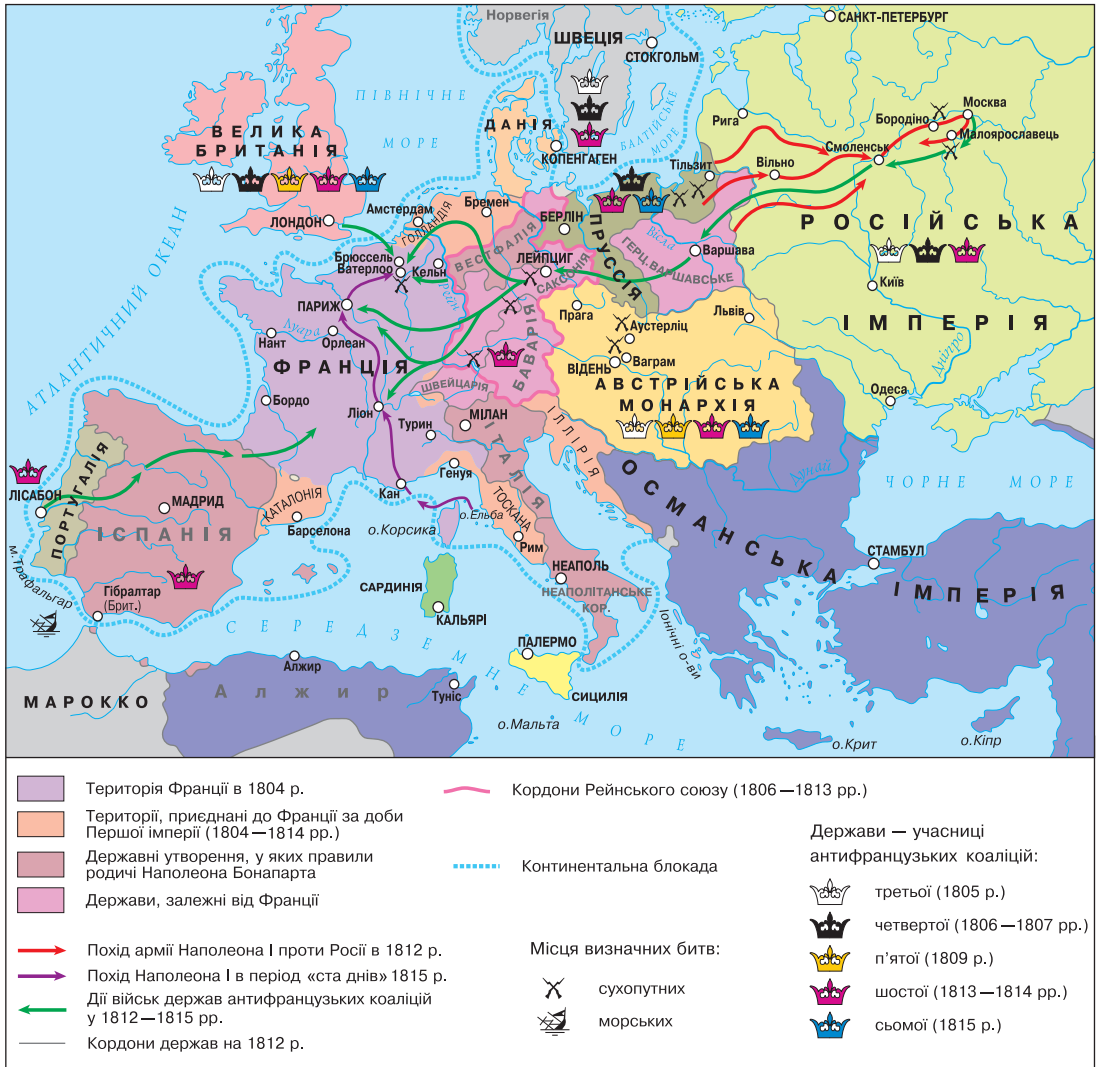 Норвегія
САНКТ-ПЕТЕРБУРГ
ШВЕЦІЯ
СТОКГОЛЬМ
ПІВНІЧНЕ
МОРЕ
БАЛТІЙСЬКЕ
МОРЕ
ВЕЛИКА
БРИТАНІЯ
ДАНІЯ
КОПЕНГАГЕН
Рига
Москва
Бородіно
Малоярославець
Смоленськ
Тільзит
Вільно
ЛОНДОН
Амстердам
ГОЛЛАНДІЯ
Бремен
БЕРЛІН
ПРУССІЯ
РОСІЙСЬКА
ІМПЕРІЯ
АТЛАНТИЧНИЙ ОКЕАН
Брюссель
Ватерлоо
Кельн
Рейн
ВЕСТФАЛІЯ
ЛЕЙПЦИГ
САКСОНІЯ
Вісла
ГЕРЦ. ВАРШАВСЬКЕ
Варшава
Київ
ПАРИЖ
Луара
Нант
Орлеан
ФРАНЦІЯ
БАВАРІЯ
Прага
Львів
Аустерліц
ВІДЕНЬ
Ваграм
Дніпро
Одеса
АВСТРІЙСЬКА
МОНАРХІЯ
Бордо
Ліон
ШВЕЙЦАРІЯ
МІЛАН
Турин
Генуя
ІТАЛІЯ
ІЛЛІРІЯ
Дунай
ЧОРНЕ МОРЕ
ЛІСАБОН
ПОРТУГАЛІЯ
МАДРИД
ІСПАНІЯ
КАТАЛОНІЯ
Барселона
Кан
о.Корсика
о.Ельба
ТОСКАНА
Рим
НЕАПОЛЬ
НЕАПОЛІТАНСЬКЕ
КОР.
ОСМАНСЬКА
ІМПЕРІЯ
СТАМБУЛ
м.Трафальгар
Гібралтар
(Брит.)
САРДИНІЯ
КАЛЬЯРІ
Іонічні о-ви
СЕРЕДЗЕМНЕ
МОРЕ
ПАЛЕРМО
СИЦИЛІЯ
Алжир
Алжир
Туніс
МАРОККО
о.Мальта
о.Крит
о.Кіпр
Територія Франції в 1804 р.
Території, приєднані до Франції за доби
Першої імперії (1804—1814 рр.)
Державні утворення, у яких правили
родичі Наполеона Бонапарта
Держави, залежні від Франції
Похід армії Наполеона І проти Росії в 1812 р.
Похід Наполеона І в період «ста днів» 1815 р.
Дії військ держав антифранцузьких коаліцій
у 1812—1815 рр.
Кордони держав на 1812 р.
Кордони Рейнського союзу (1806—1813 рр.)
Континентальна блокада
Місця визначних битв:
сухопутних
морських
Держави — учасниці
антифранцузьких коаліцій:
третьої (1805 р.)
четвертої (1806—1807 рр.)
п'ятої (1809 р.)
шостої (1813—1814 рр.)
сьомої (1815 р.)